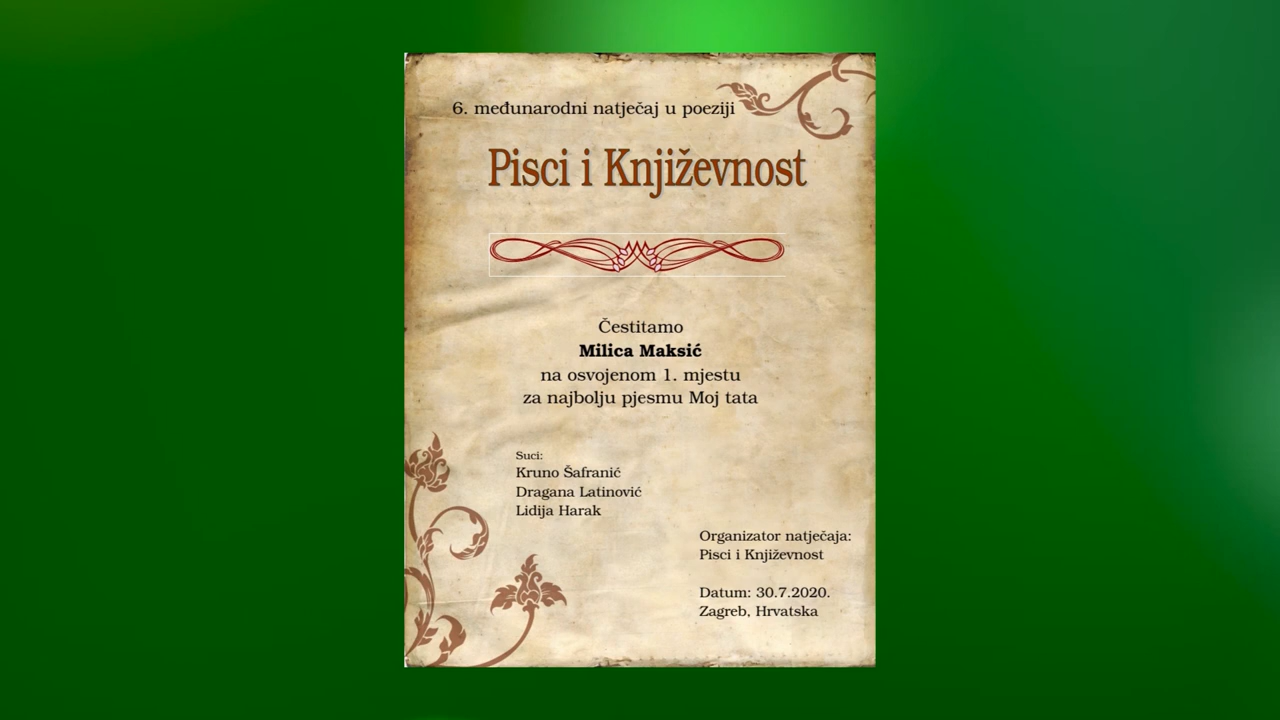 6. međunarodni natječaj u poeziji
Pisci i Književnost
Čestitamo
Milica Maksić
na osvojenom 1. mjestu
za najbolju pjesmu Moj tata
Suci:
Kruno Šafranić
Dragana Latinović
Lidija Harak
Organizator natječaja:
Pisci i Književnost
Datum: 30.7.2020.
Zagreb, Hrvatska